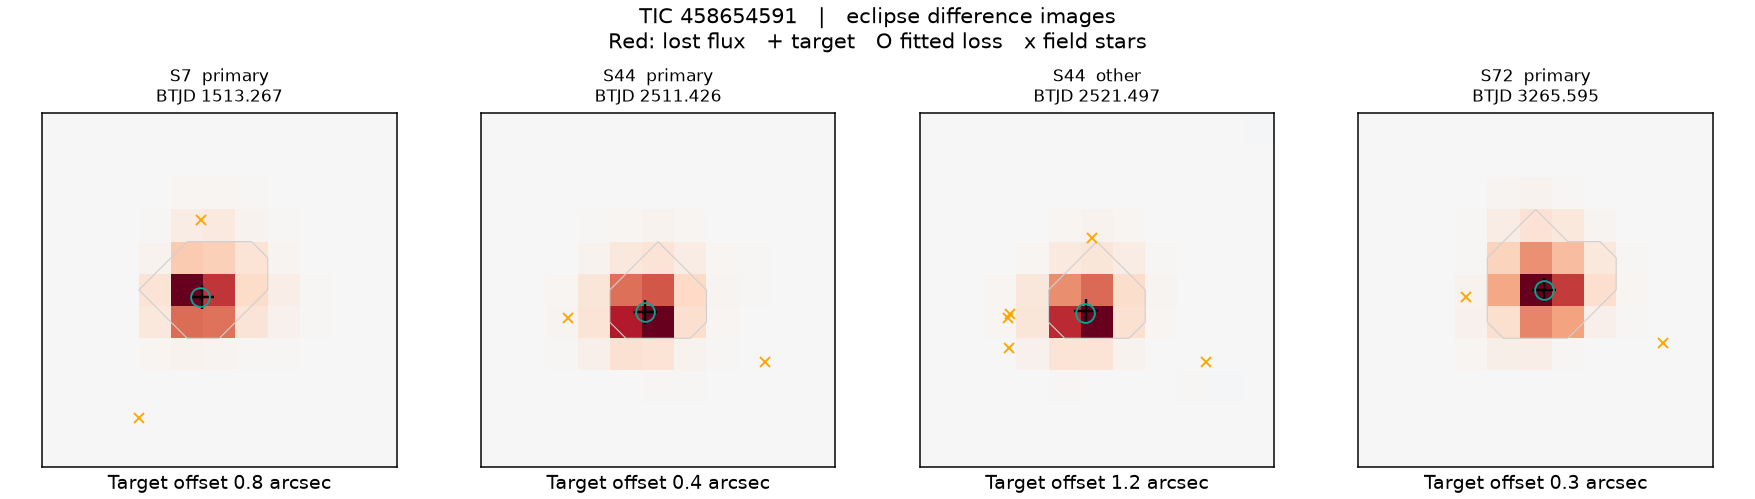 TIC 458654591   |   eclipse difference images
Red: lost flux   + target   O fitted loss   x field stars
S7  primary
BTJD 1513.267
S44  primary
BTJD 2511.426
S44  other
BTJD 2521.497
S72  primary
BTJD 3265.595
Target offset 0.8 arcsec
Target offset 0.4 arcsec
Target offset 1.2 arcsec
Target offset 0.3 arcsec